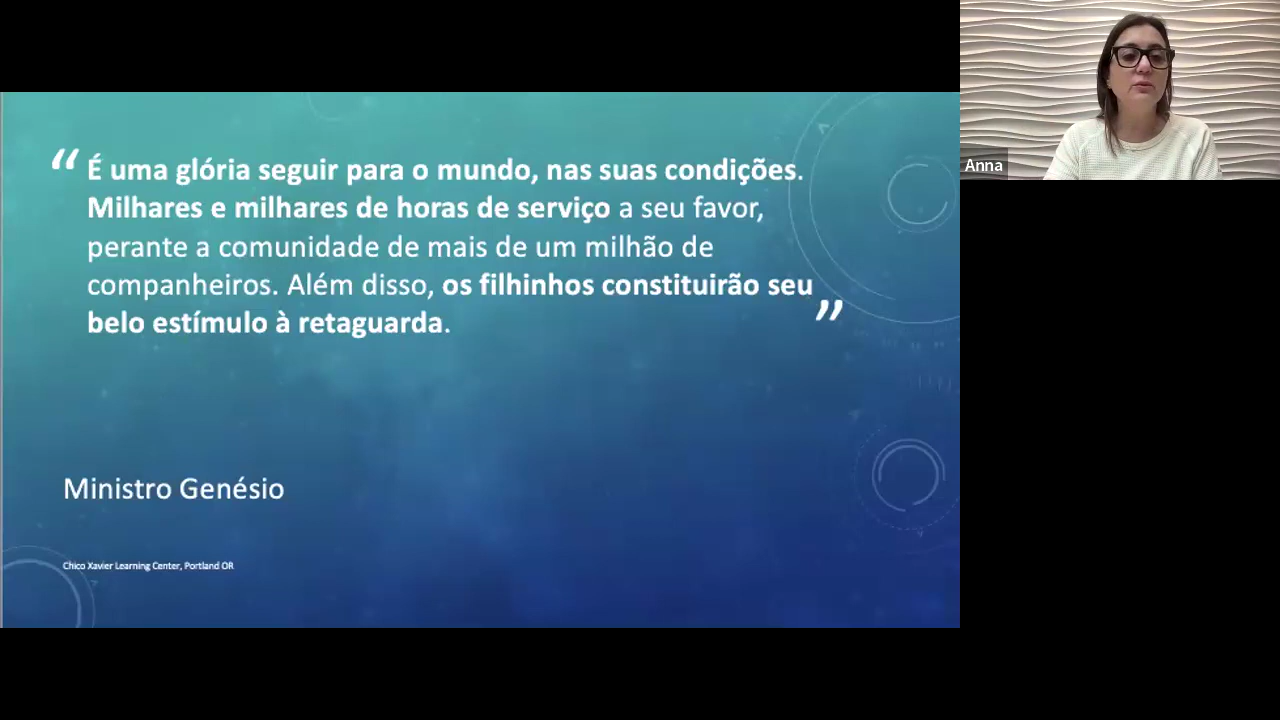 “ É uma glória seguir para o mundo, nas suas condições.
Milhares e milhares de horas de serviço a seu favor,
perante a comunidade de mais de um milhão de
companheiros. Além disso, os filhinhos constituirão seu
belo estímulo à retaguarda. ”
Ministro Genésio
Chico Xavier Learning Center, Portland OR
Anna